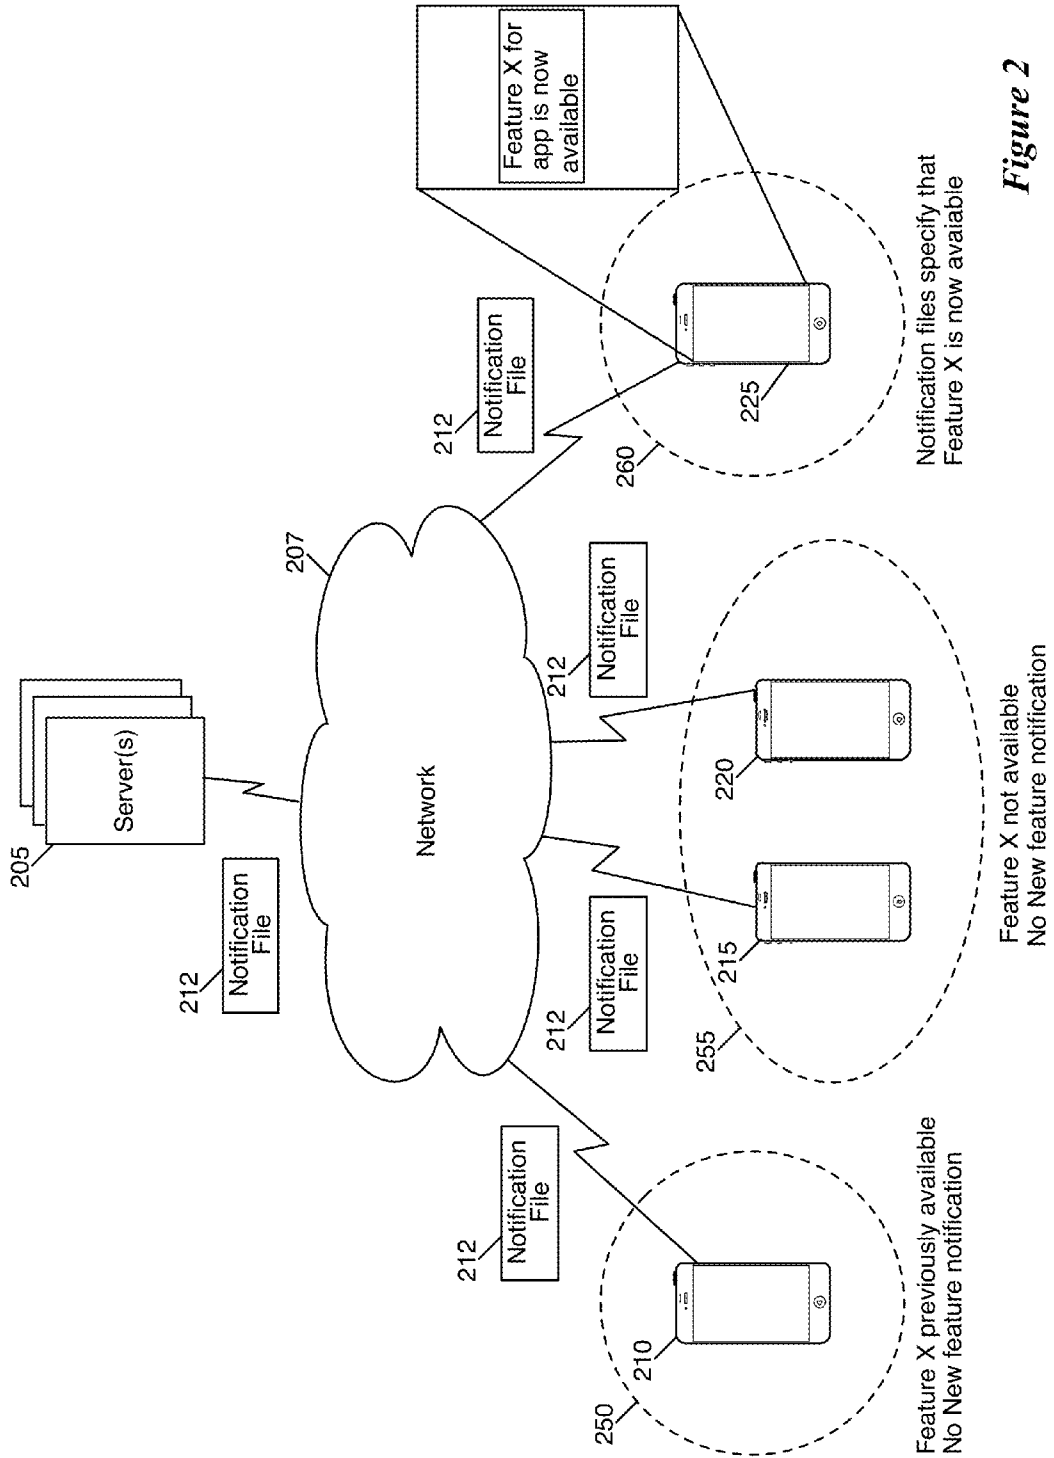 205
Server(s)
212
Notification
File
207
Network
212
Notification
File
212
Notification
File
212
Notification
File
212
Notification
File
Feature X for
app is now
available
250
210
255
215
220
260
225
Feature X previously available
No New feature notification
Feature X not available
No New feature notification
Notification files specify that
Feature X is now avaiable
Figure 2